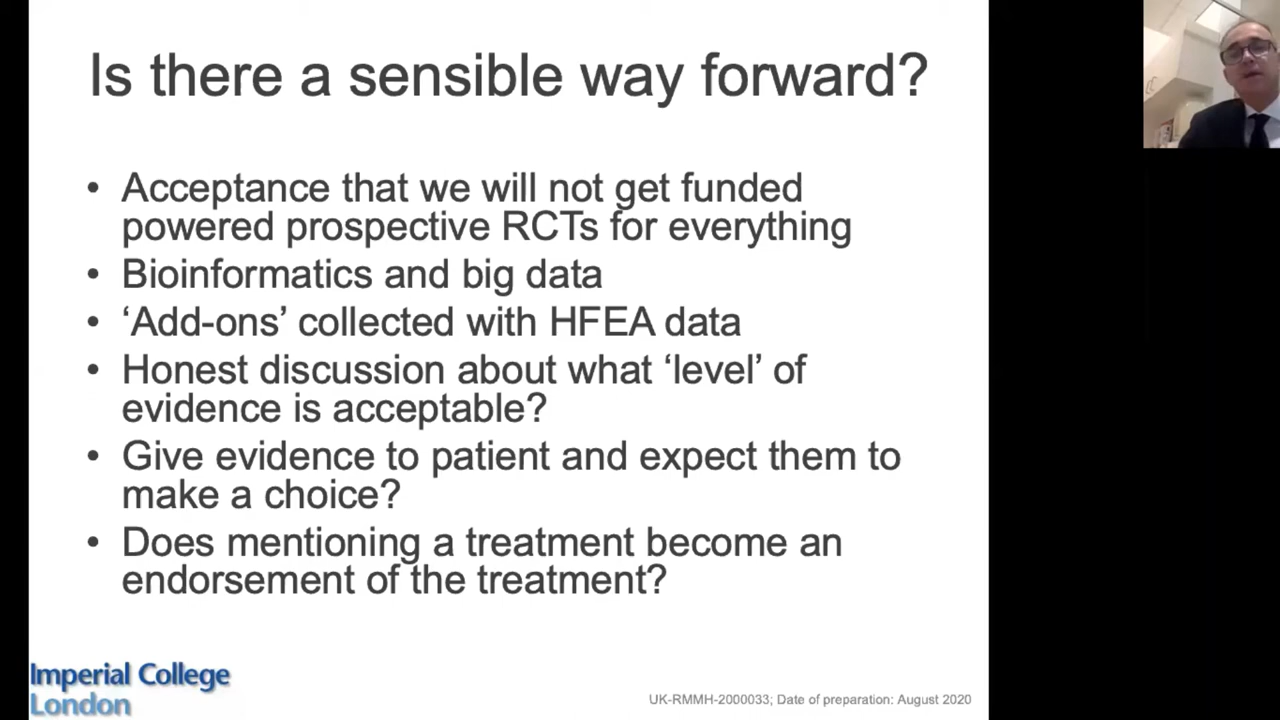 Is there a sensible way forward?
• Acceptance that we will not get funded
powered prospective RCTs for everything
• Bioinformatics and big data
• ‘Add-ons’ collected with HFEA data
• Honest discussion about what ‘level’ of
evidence is acceptable?
• Give evidence to patient and expect them to
make a choice?
• Does mentioning a treatment become an
endorsement of the treatment?
Imperial College
London
UK-RMMH-2000033; Date of preparation: August 2020